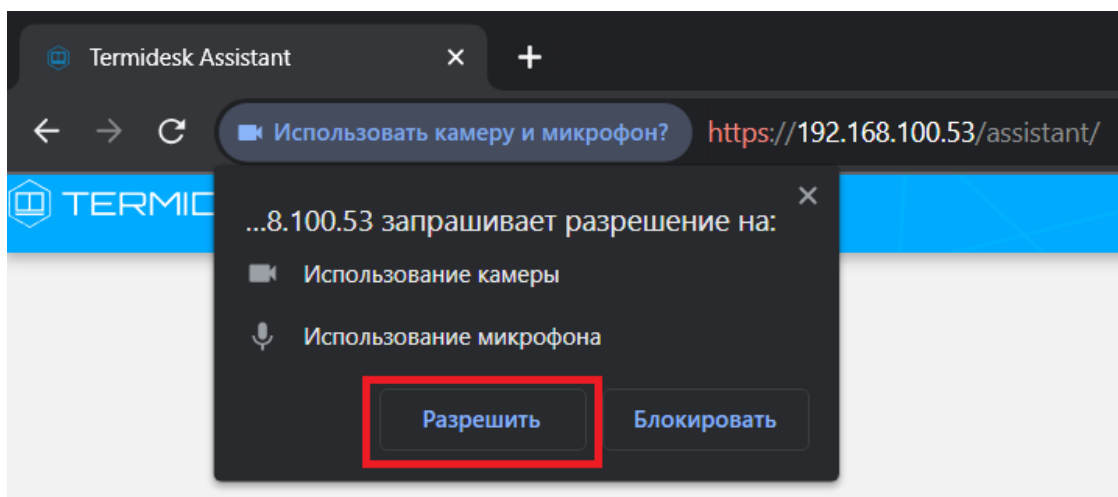 Termidesk Assistant
Использовать камеру и микрофон? https://192.168.100.53/assistant/
TERMID
...8.100.53 запрашивает разрешение на:
Использование камеры
Использование микрофона
Разрешить Блокировать